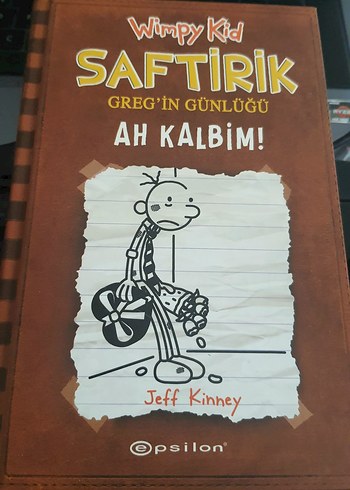 Wimpy Kid
SAFTİRİK
GREG'İN GÜNLÜĞÜ
AH KALBİM!
Jeff Kinney
epsilon®